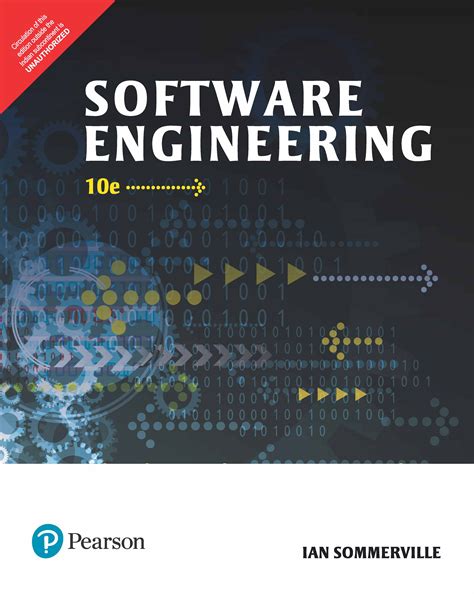 Circulation of this
edition outside the
Indian subcontinent is
UNAUTHORIZED
SOFTWARE
ENGINEERING
10e
Pearson
IAN SOMMERVILLE